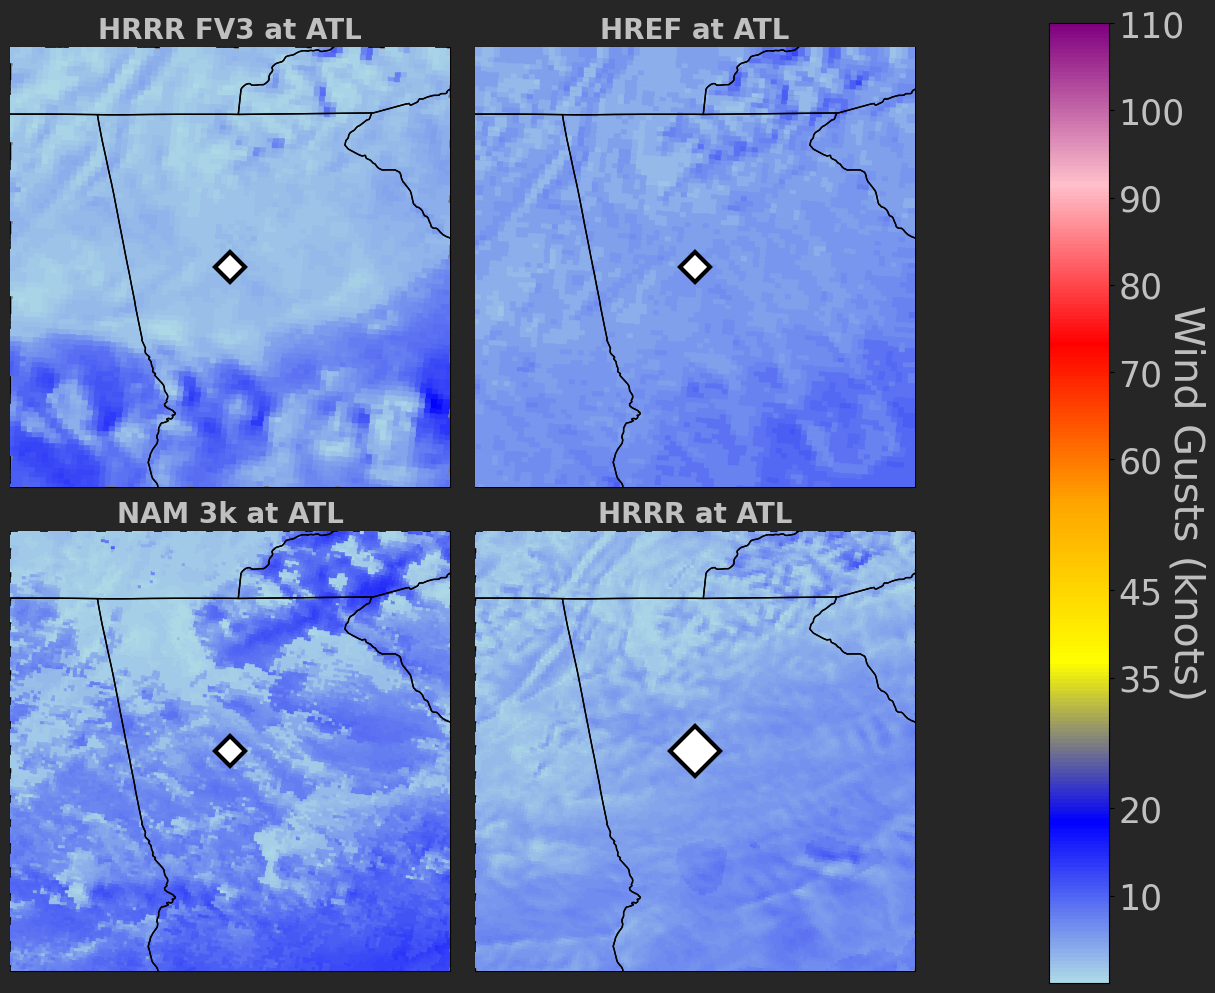 HRRR FV3 at ATL
HREF at ATL
NAM 3k at ATL
HRRR at ATL
110
100
90
80
70
60
45
35
20
10
Wind Gusts (knots)